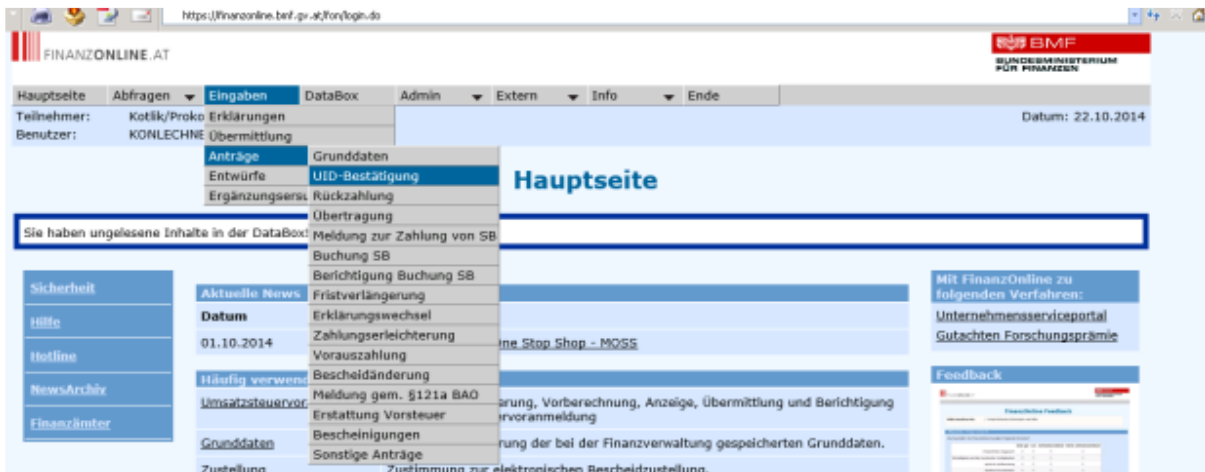 https://finanzonline.bmf.gv.at/fon/login.do
FINANZONLINE.AT
BMF
BUNDESMINISTERIUM
FÜR FINANZEN
Hauptseite Abfragen Eingaben DataBox Admin Extern Info Ende
Teilnehmer: Kotlik/Proko Erklärungen Datum: 22.10.2014
Benutzer: KONLECHNE Übermittlung
Anträge Grunddaten
Entwürfe UID-Bestätigung Hauptseite
Ergänzungsersu Rückzahlung
Übertragung
Sie haben ungelesene Inhalte in der DataBox! Meldung zur Zahlung von SB
Buchung SB
Berichtigung Buchung SB
Sicherheit Aktuelle News Fristverlängerung Mit FinanzOnline zu
folgenden Verfahren:
Hilfe Datum Erklärungswechsel Unternehmensserviceportal
01.10.2014 Zahlungserleichterung One Stop Shop - MOSS Gutachten Forschungsprämie
Hotline Vorauszahlung
Häufig verwend Bescheidänderung Feedback
NewsArchiv Umsatzsteuervor Meldung gem. §121a BAO erung, Vorberechnung, Anzeige, Übermittlung und Berichtigung
Finanzämter Erstattung Vorsteuer rvoranmeldung
Grunddaten Bescheinigungen rung der bei der Finanzverwaltung gespeicherten Grunddaten.
Sonstige Anträge
Zustellung Zustimmung zur elektronischen Bescheidzustellung.